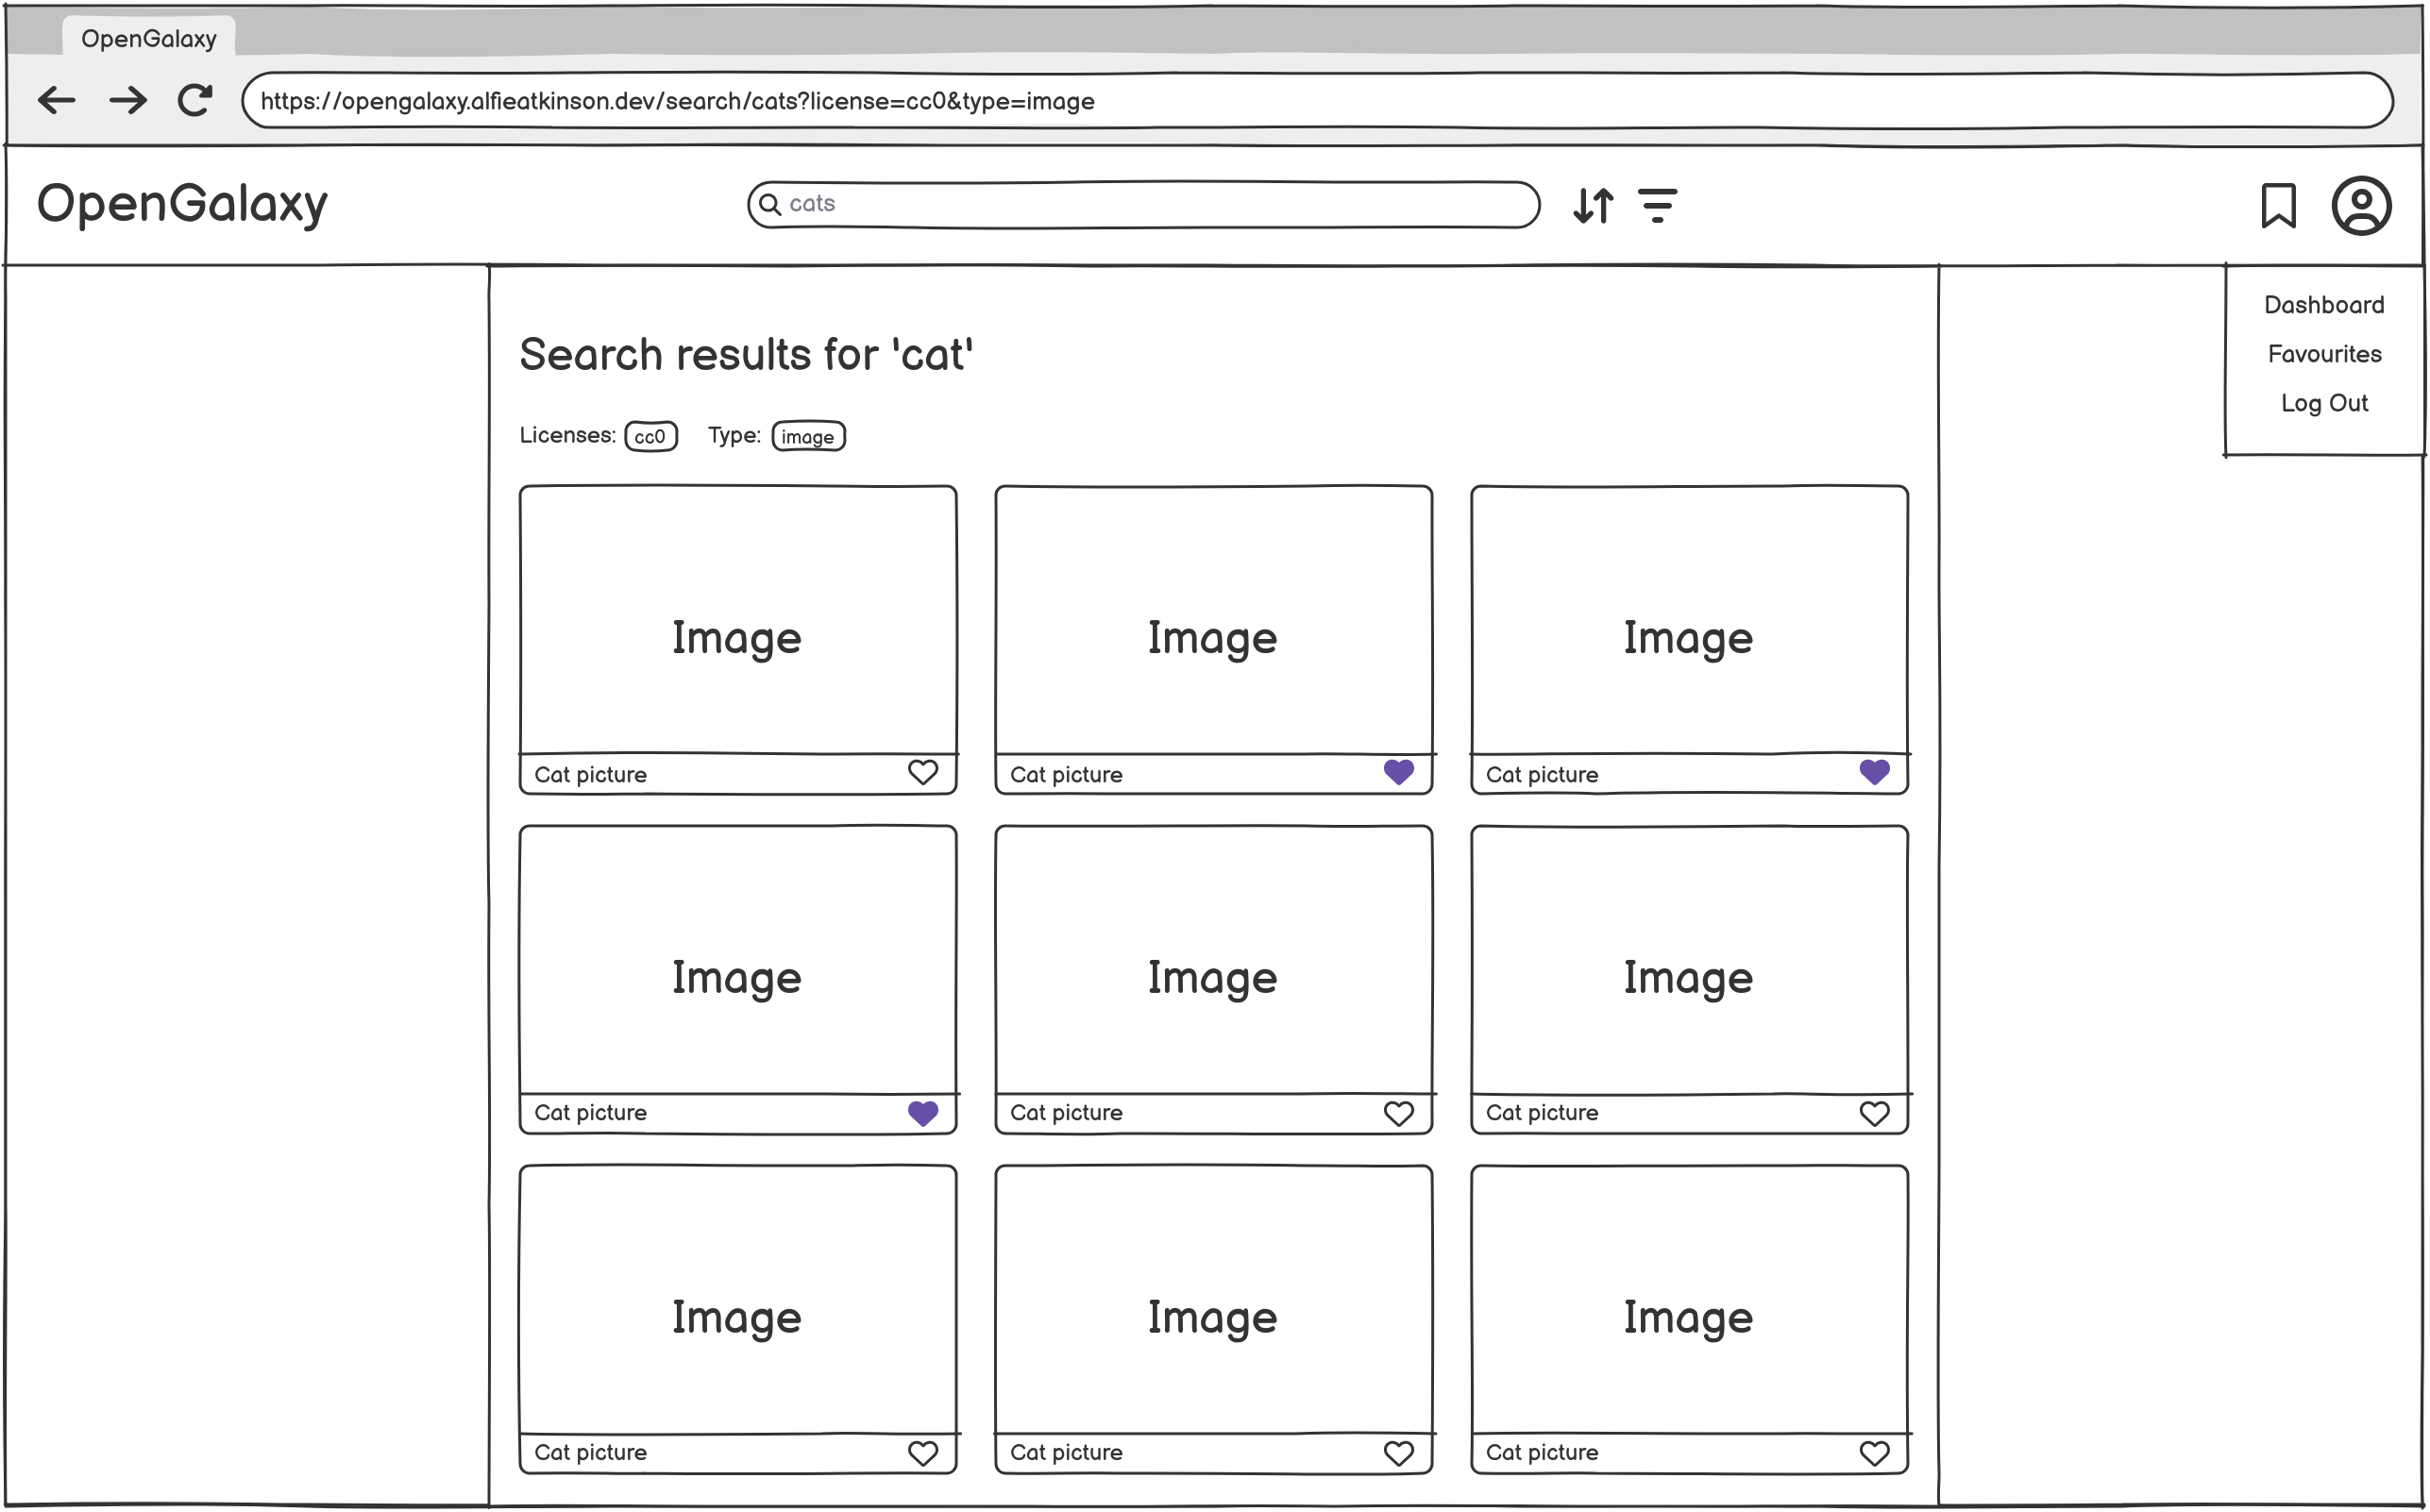 OpenGalaxy
https://opengalaxy.alfieatkinson.dev/search/cats?license=cc0&type=image
OpenGalaxy
cats
Dashboard
Favourites
Log Out
Search results for 'cat'
Licenses: cc0 Type: image
Image Image Image
Cat picture Cat picture Cat picture
Image Image Image
Cat picture Cat picture Cat picture
Image Image Image
Cat picture Cat picture Cat picture